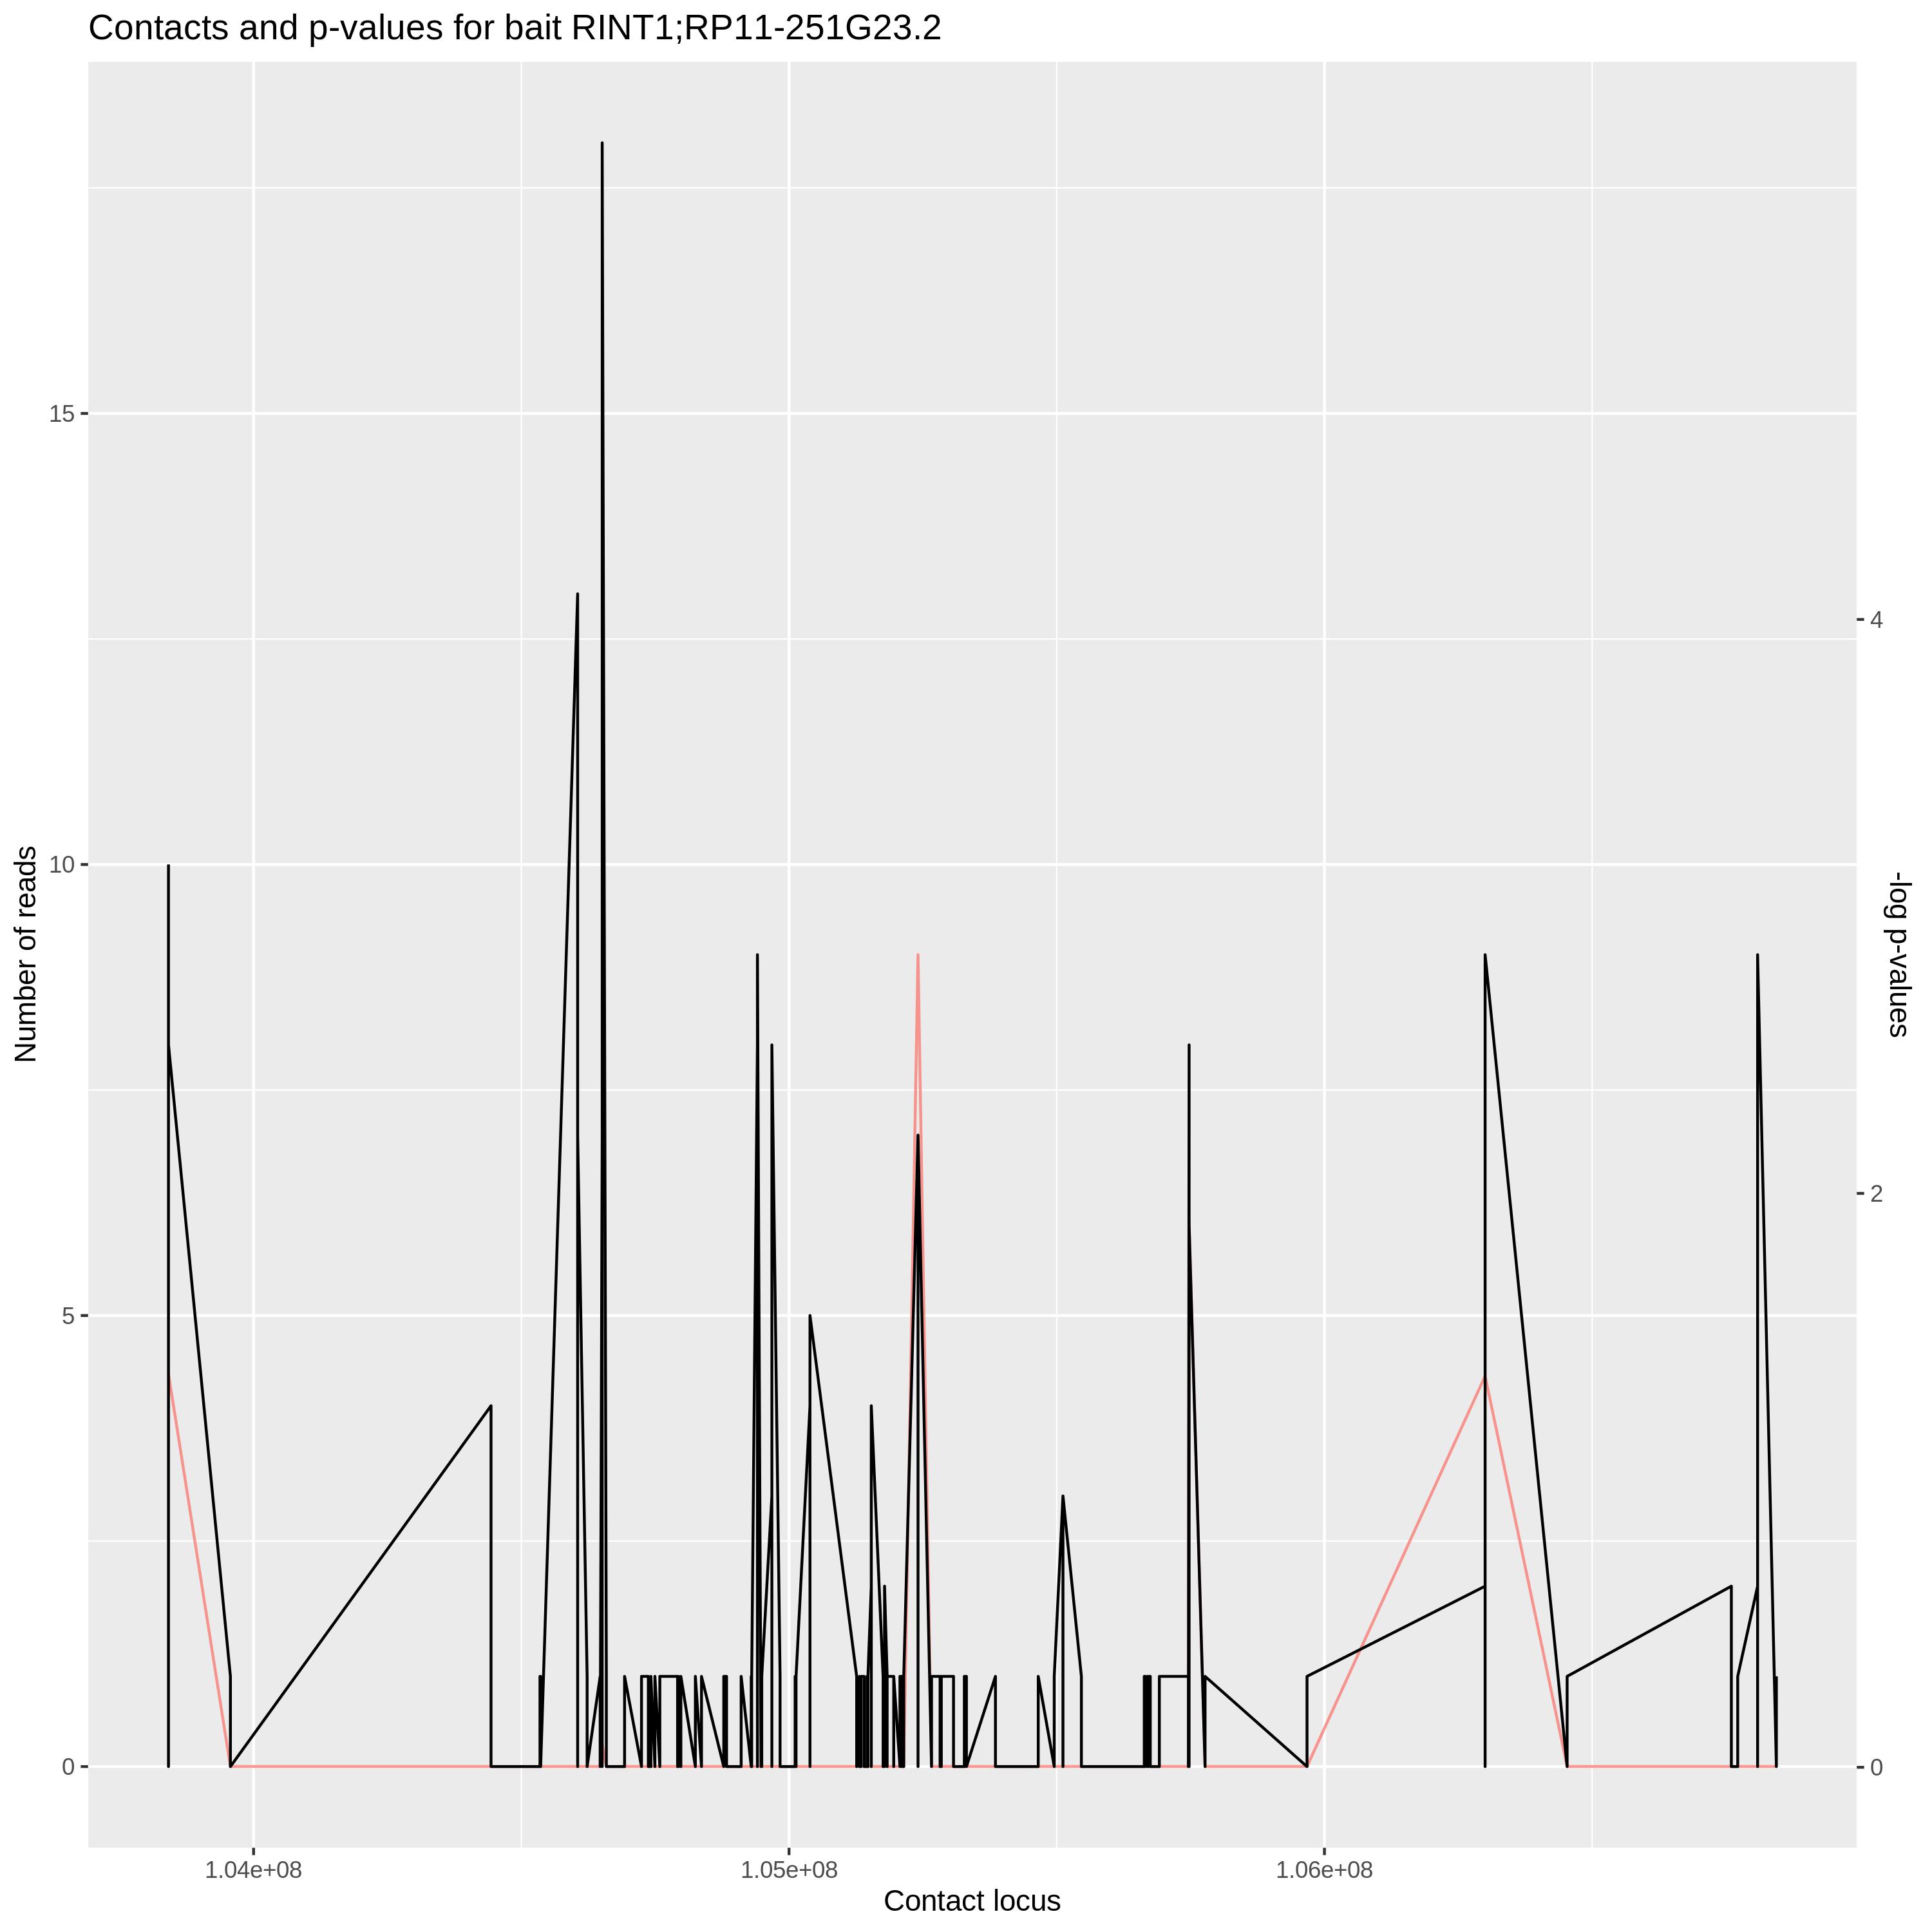 Contacts and p-values for bait RINT1;RP11-251G23.2
Number of reads
15
10
5
0
4
2
0
-log p-values
1.04e+08
1.05e+08
1.06e+08
Contact locus